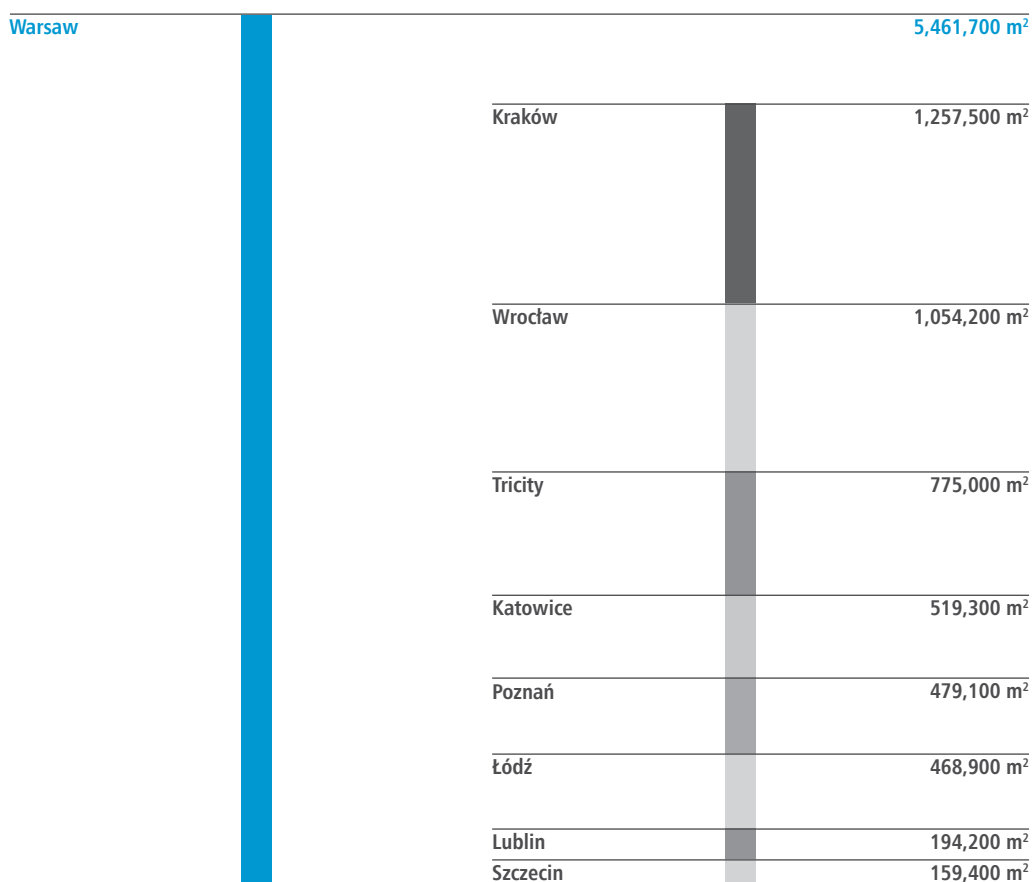 Warsaw 5,461,700 m²
Kraków 1,257,500 m²
Wrocław 1,054,200 m²
Tricity 775,000 m²
Katowice 519,300 m²
Poznań 479,100 m²
Łódź 468,900 m²
Lublin 194,200 m²
Szczecin 159,400 m²